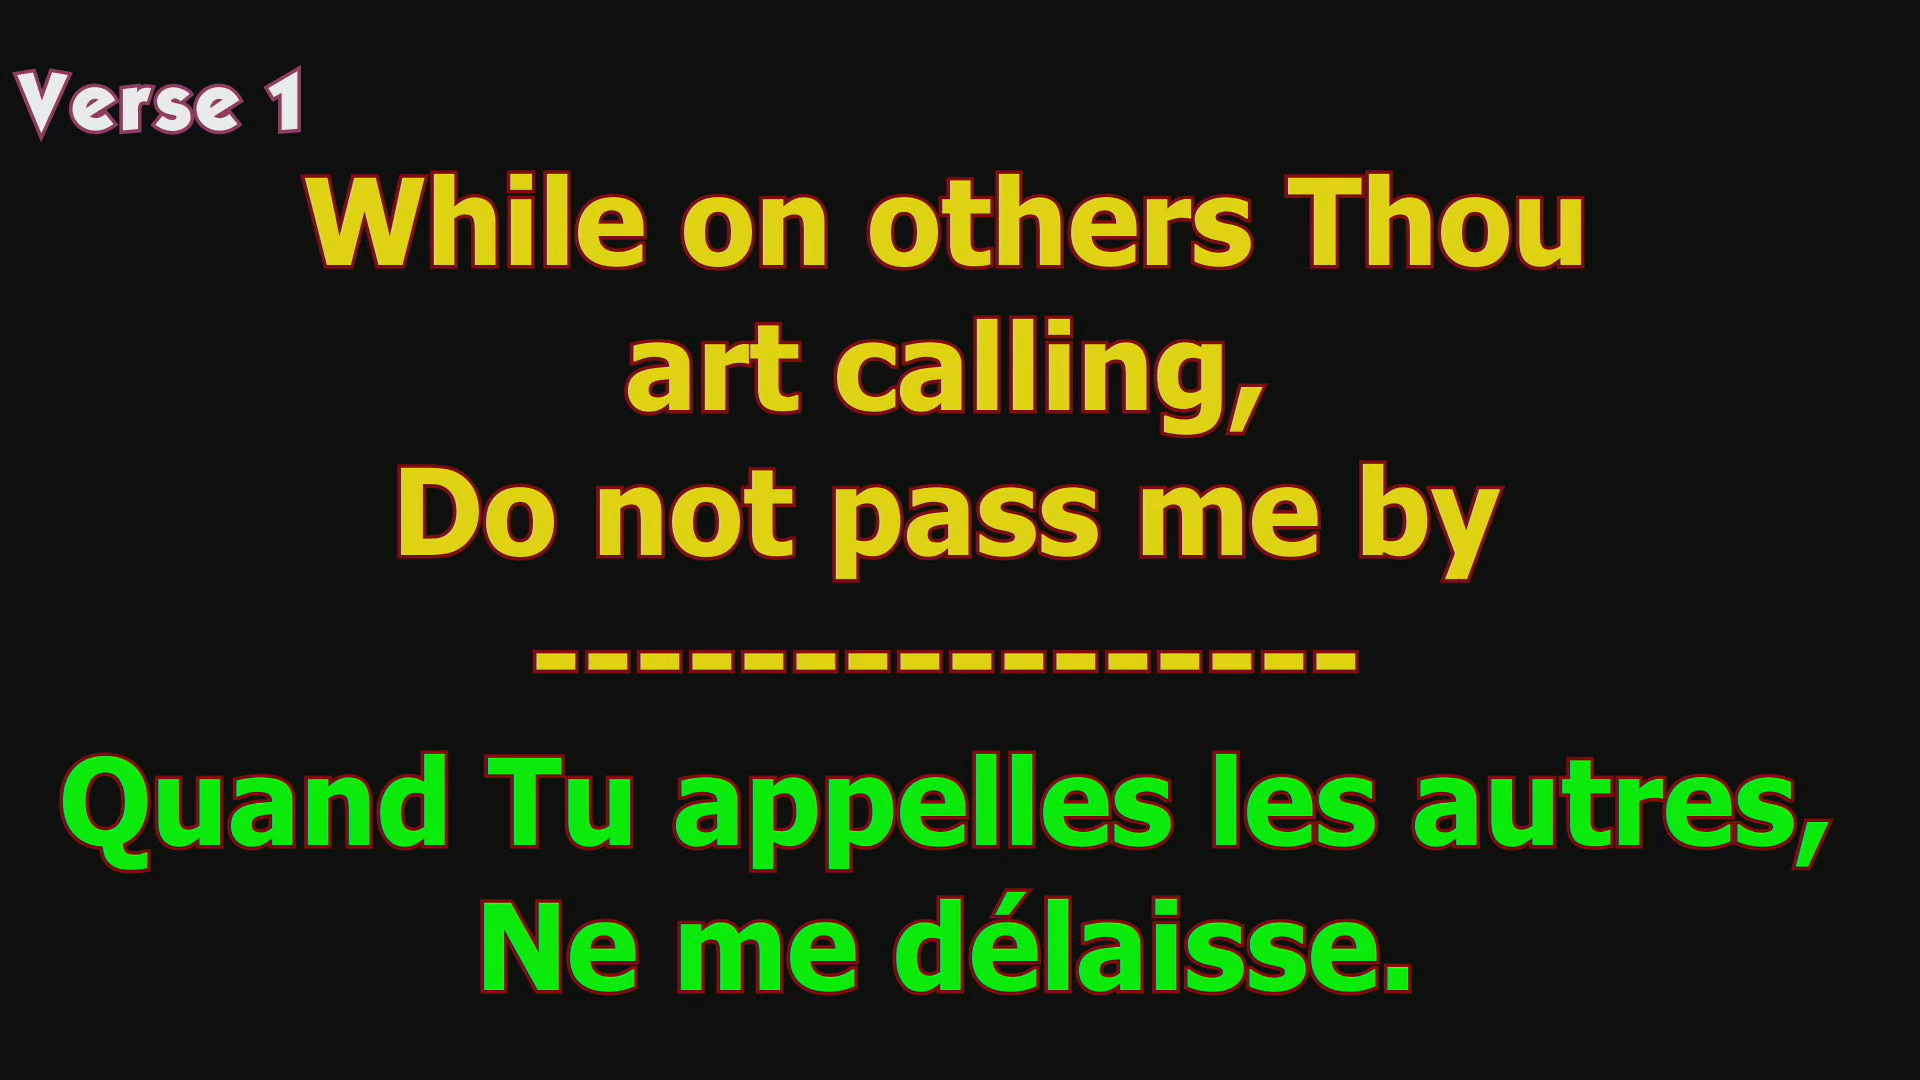 Verse 1
While on others Thou
art calling,
Do not pass me by
----------------
Quand Tu appelles les autres,
Ne me délaisse.